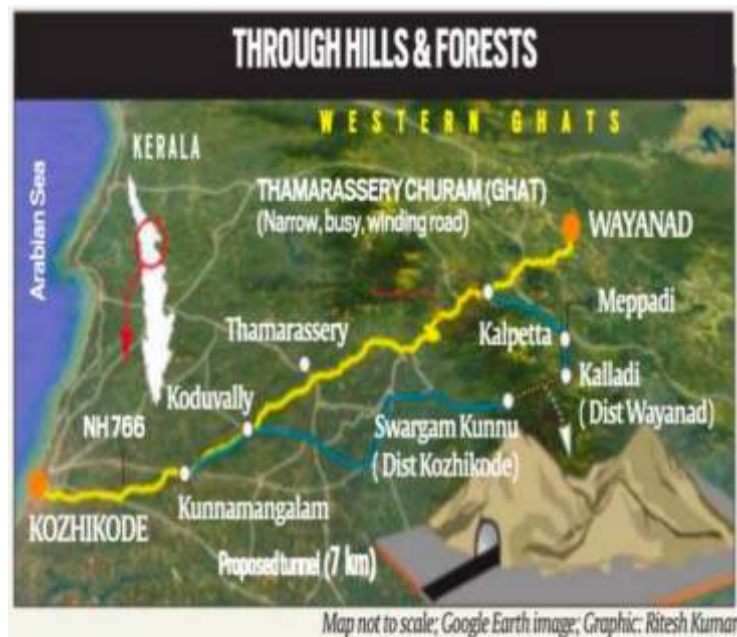 THROUGH HILLS & FORESTS
WESTERN GHATS
KERALA
Arabian Sea
THAMARASSERY CHURAM (GHAT)
(Narrow, busy, winding road)
WAYANAD
Meppadi
Thamarassery
Kalpetta
Koduvally
Kalladi
(Dist Wayanad)
NH 766
Swargam Kunnu
(Dist Kozhikode)
Kunnamangalam
KOZHIKODE
Proposed tunnel (7 km)
Map not to scale; Google Earth image; Graphic: Ritesh Kumar